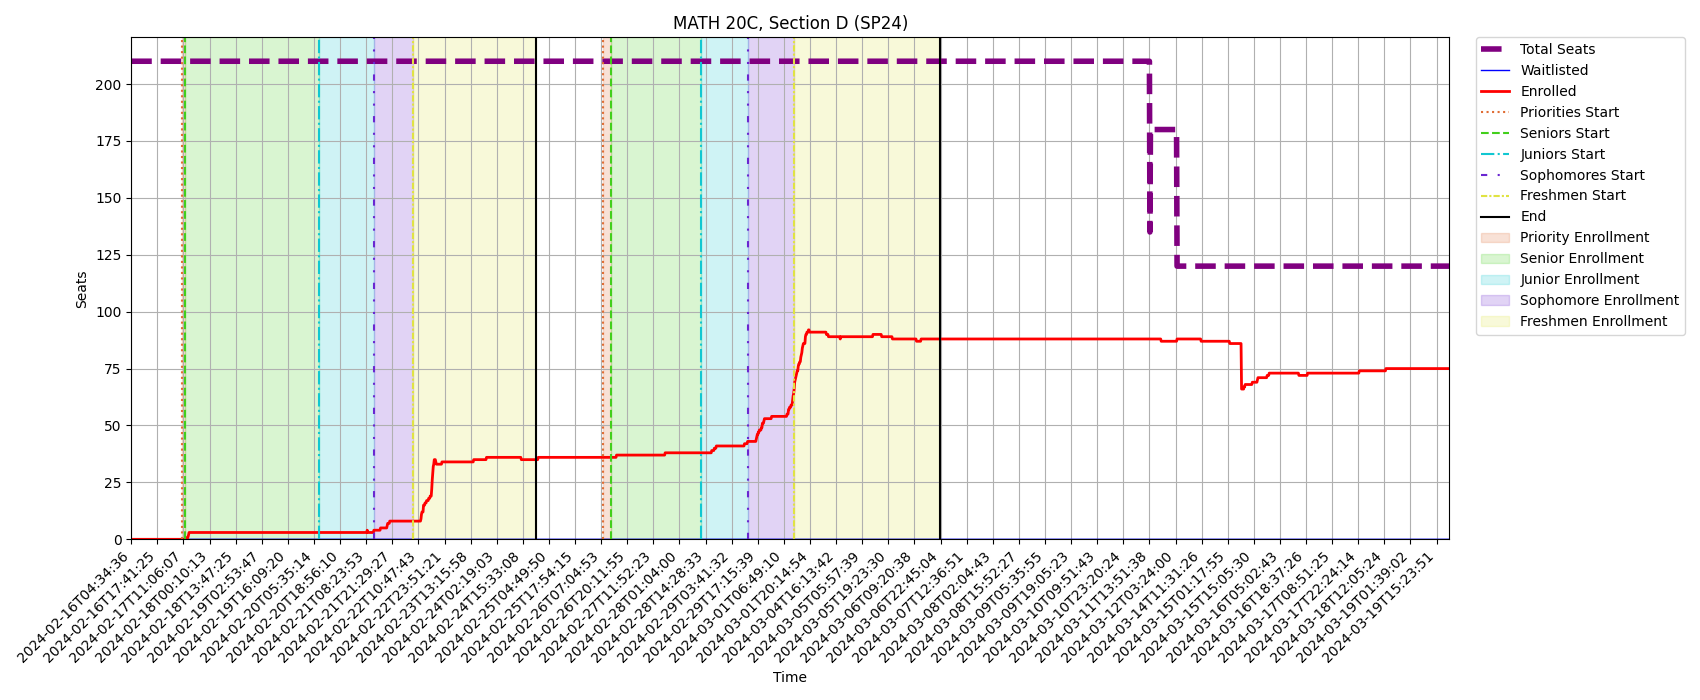 MATH 20C, Section D (SP24)
Seats
200
175
150
125
100
75
50
25
0
2024-02-16T04:34:36
2024-02-16T17:41:25
2024-02-17T11:06:07
2024-02-18T00:10:13
2024-02-18T13:47:25
2024-02-19T02:53:47
2024-02-19T16:09:20
2024-02-20T05:35:14
2024-02-20T18:56:10
2024-02-21T08:23:53
2024-02-21T21:29:27
2024-02-22T10:47:43
2024-02-22T23:51:21
2024-02-23T13:15:58
2024-02-24T02:19:03
2024-02-24T15:33:08
2024-02-25T04:49:50
2024-02-25T17:54:15
2024-02-26T07:04:53
2024-02-26T20:11:55
2024-02-27T11:52:23
2024-02-28T01:04:00
2024-02-28T14:28:33
2024-02-29T03:41:32
2024-02-29T17:15:39
2024-03-01T06:49:10
2024-03-01T20:14:54
2024-03-04T16:13:42
2024-03-05T05:57:39
2024-03-05T19:23:30
2024-03-06T09:20:38
2024-03-06T22:45:04
2024-03-07T12:36:51
2024-03-08T02:04:43
2024-03-08T15:52:27
2024-03-09T05:35:55
2024-03-09T19:05:23
2024-03-10T09:51:43
2024-03-10T23:20:24
2024-03-11T13:51:38
2024-03-12T03:24:00
2024-03-14T11:31:26
2024-03-15T01:17:55
2024-03-15T15:05:30
2024-03-16T05:02:43
2024-03-16T18:37:26
2024-03-17T08:51:25
2024-03-17T22:24:14
2024-03-18T12:05:24
2024-03-19T01:39:02
2024-03-19T15:23:51
Time
Total Seats
Waitlisted
Enrolled
Priorities Start
Seniors Start
Juniors Start
Sophomores Start
Freshmen Start
End
Priority Enrollment
Senior Enrollment
Junior Enrollment
Sophomore Enrollment
Freshmen Enrollment